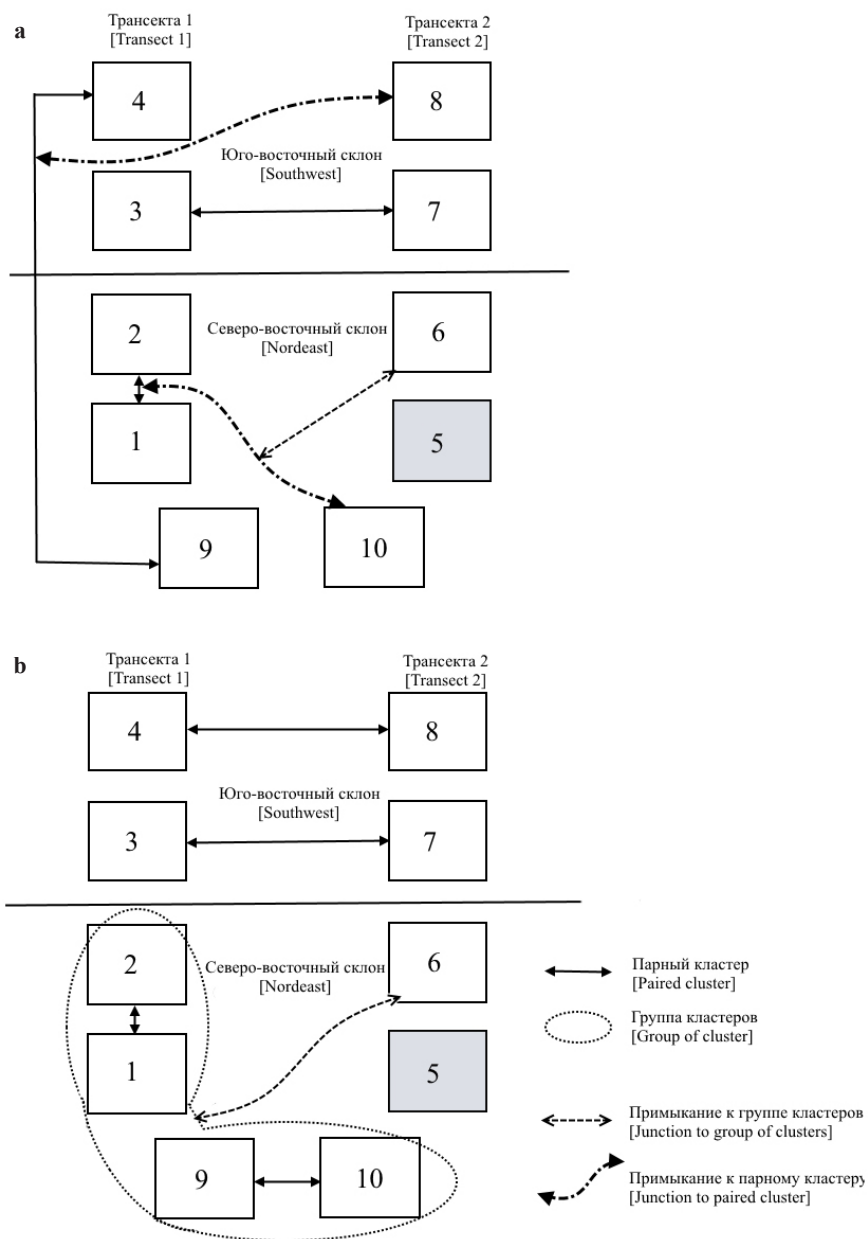 a
Трансекта 1
[Transect 1]
Трансекта 2
[Transect 2]
4
8
Юго-восточный склон
[Southwest]
3
7
2
Северо-восточный склон
[Nordeast]
6
1
5
9
10
b
Трансекта 1
[Transect 1]
Трансекта 2
[Transect 2]
4
8
Юго-восточный склон
[Southwest]
3
7
2
Северо-восточный склон
[Nordeast]
6
1
5
9
10
Парный кластер
[Paired cluster]
Группа кластеров
[Group of cluster]
Примыкание к группе кластеров
[Junction to group of clusters]
Примыкание к парному кластеру
[Junction to paired cluster]